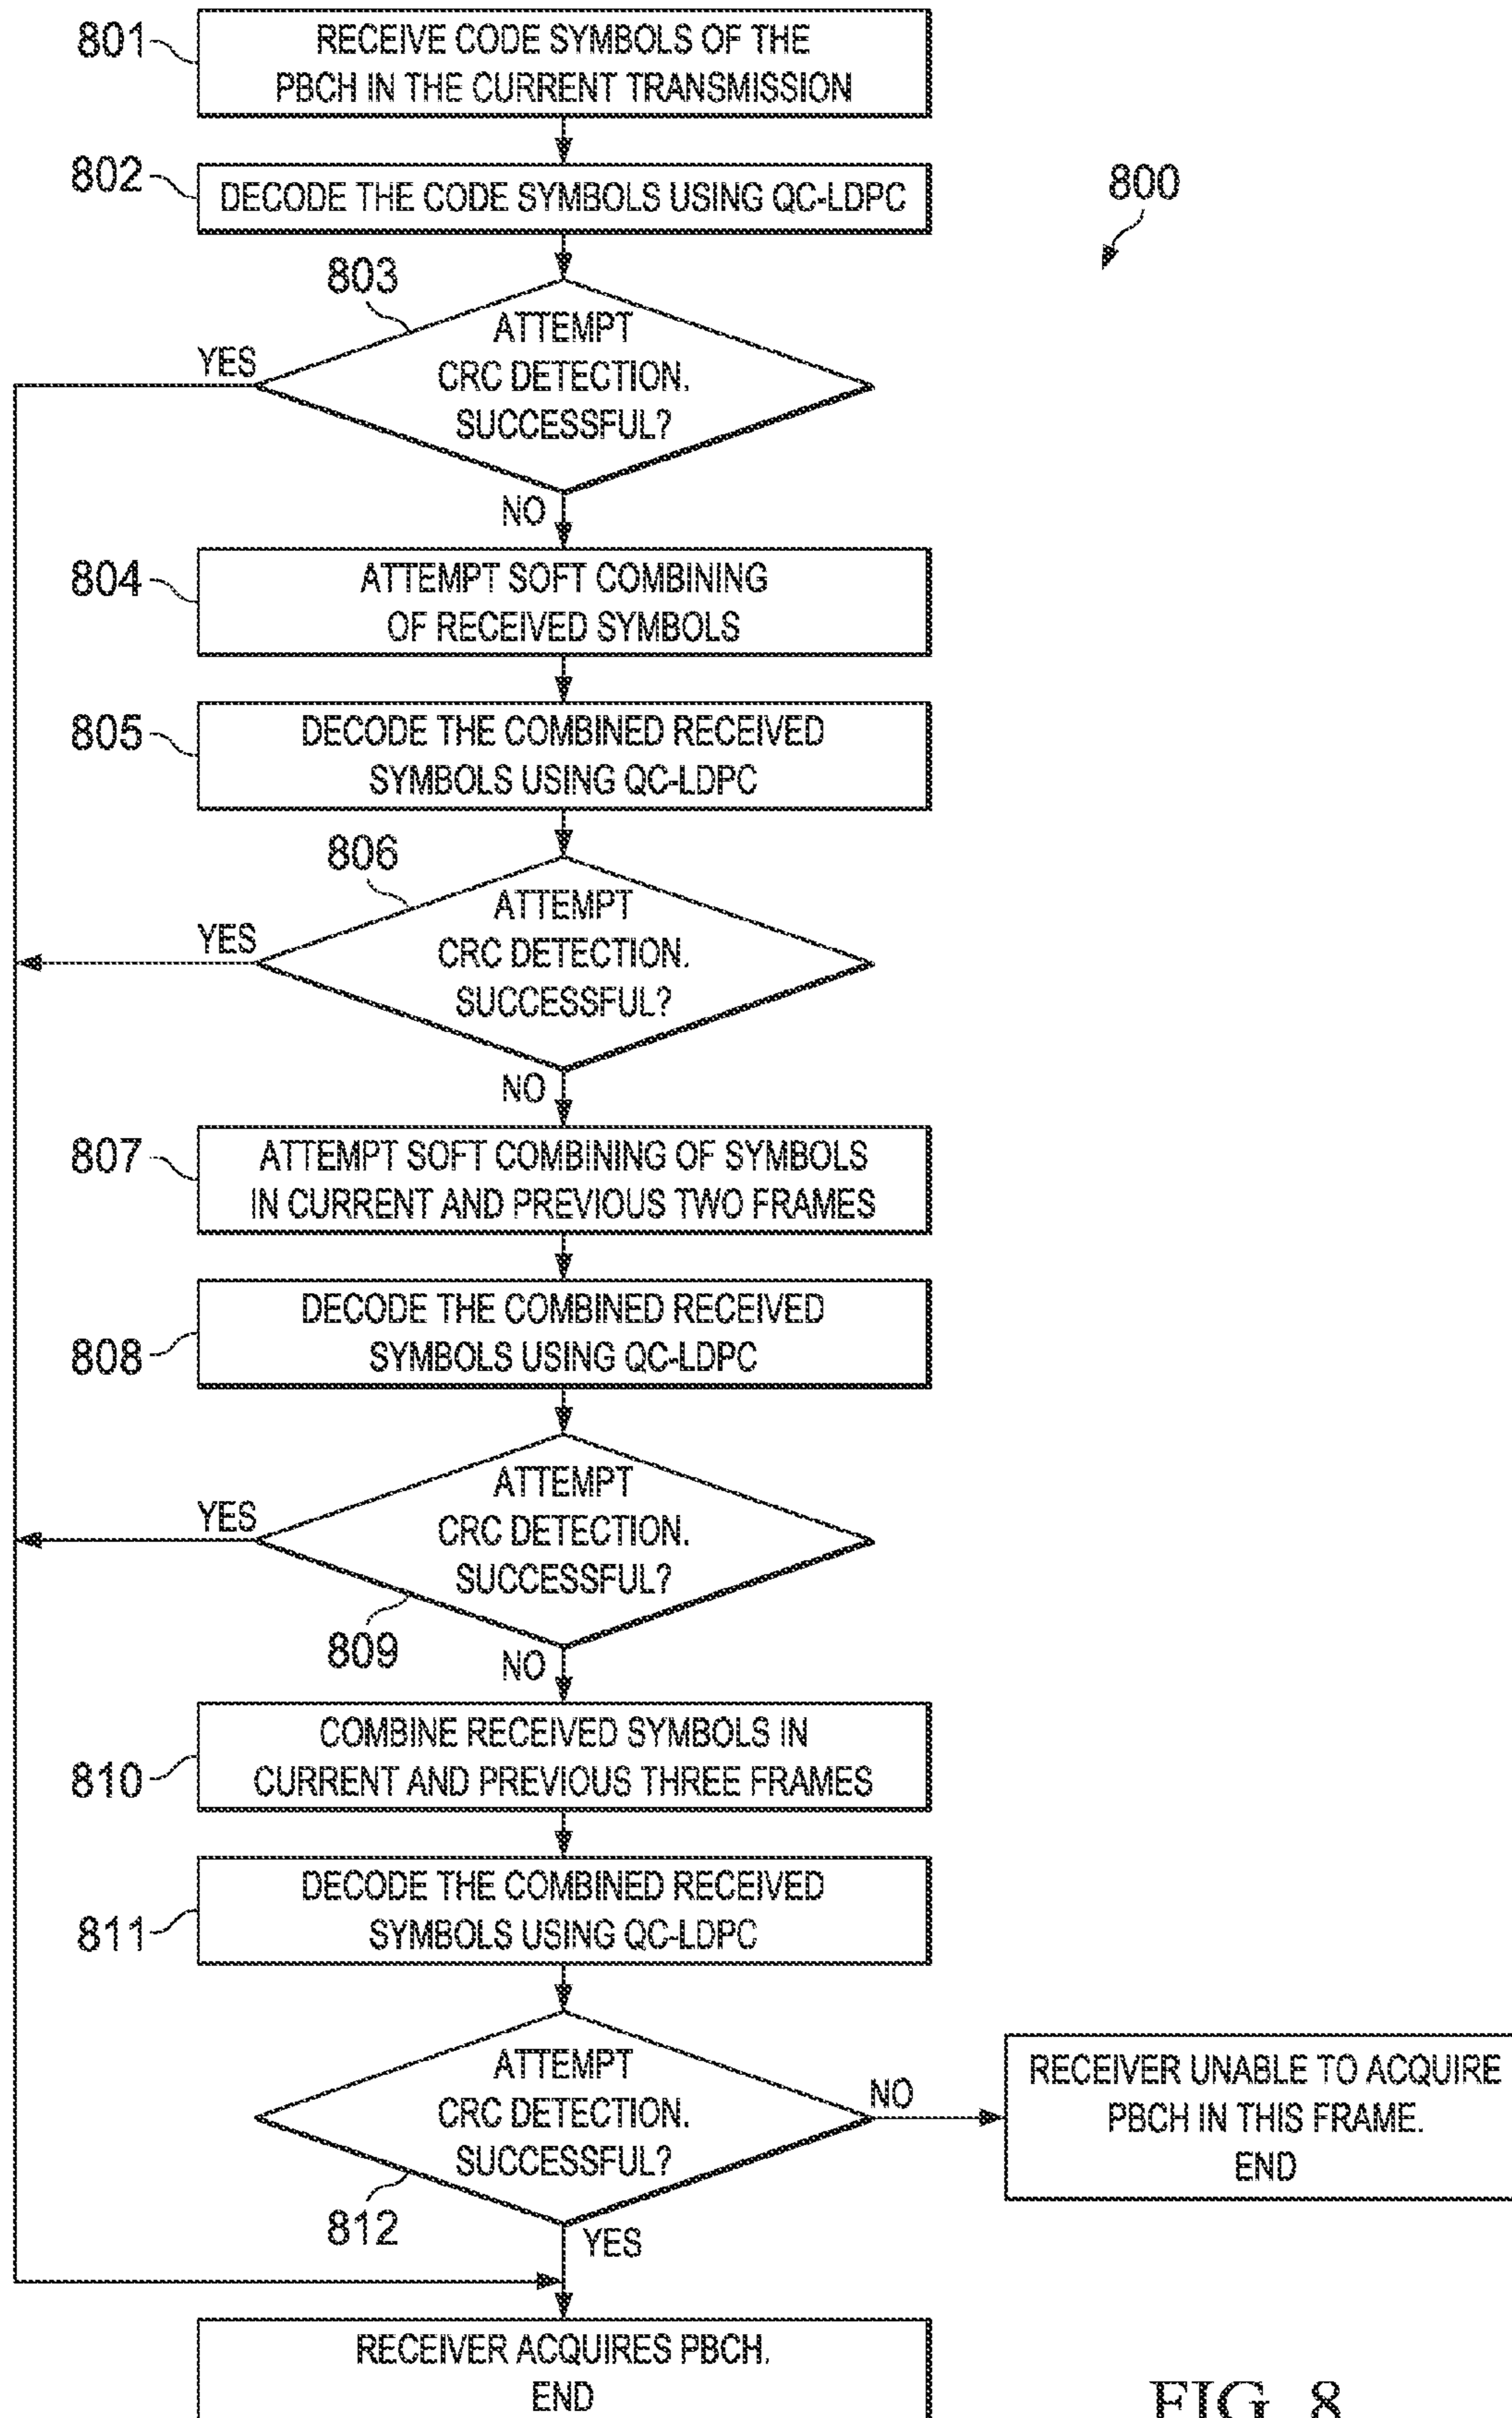 801
RECEIVE CODE SYMBOLS OF THE
PBCH IN THE CURRENT TRANSMISSION
802
DECODE THE CODE SYMBOLS USING QC-LDPC
800
803
ATTEMPT
CRC DETECTION.
SUCCESSFUL?
YES
NO
804
ATTEMPT SOFT COMBINING
OF RECEIVED SYMBOLS
805
DECODE THE COMBINED RECEIVED
SYMBOLS USING QC-LDPC
806
ATTEMPT
CRC DETECTION.
SUCCESSFUL?
YES
NO
807
ATTEMPT SOFT COMBINING OF SYMBOLS
IN CURRENT AND PREVIOUS TWO FRAMES
808
DECODE THE COMBINED RECEIVED
SYMBOLS USING QC-LDPC
ATTEMPT
CRC DETECTION.
SUCCESSFUL?
YES
809
NO
810
COMBINE RECEIVED SYMBOLS IN
CURRENT AND PREVIOUS THREE FRAMES
811
DECODE THE COMBINED RECEIVED
SYMBOLS USING QC-LDPC
ATTEMPT
CRC DETECTION.
SUCCESSFUL?
812
NO
RECEIVER UNABLE TO ACQUIRE
PBCH IN THIS FRAME.
END
YES
RECEIVER ACQUIRES PBCH.
END
FIG. 8